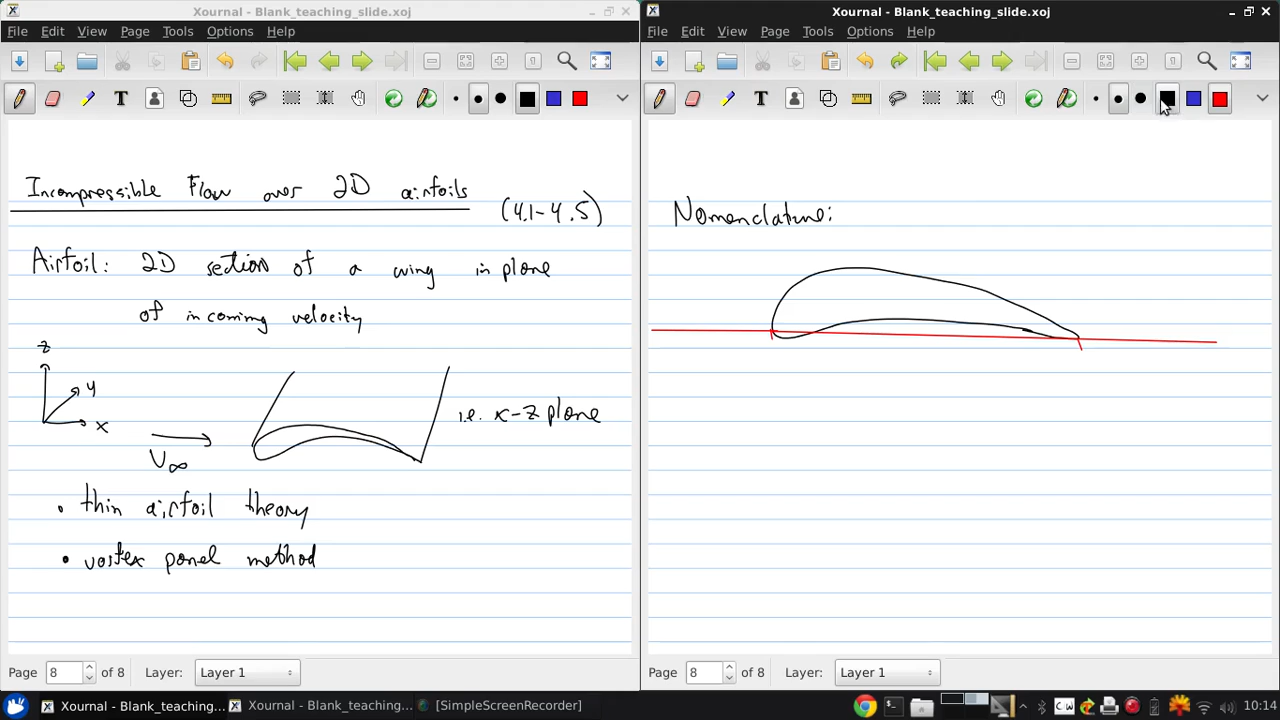 Xournal - Blank_teaching_slide.xoj
File Edit View Page Tools Options Help
Incompressible Flow over 2D airfoils
(4.1-4.5)
Airfoil: 2D section of a wing in plane
of incoming velocity
z
y
x
V∞
i.e. x-z plane
• thin airfoil theory
• vortex panel method
Page 8 of 8 Layer: Layer 1
Xournal - Blank_teaching_slide.xoj
File Edit View Page Tools Options Help
Nomenclature:
Page 8 of 8 Layer: Layer 1
Xournal - Blank_teaching... Xournal - Blank_teaching_slide.xoj... [SimpleScreenRecorder] CW 10:14